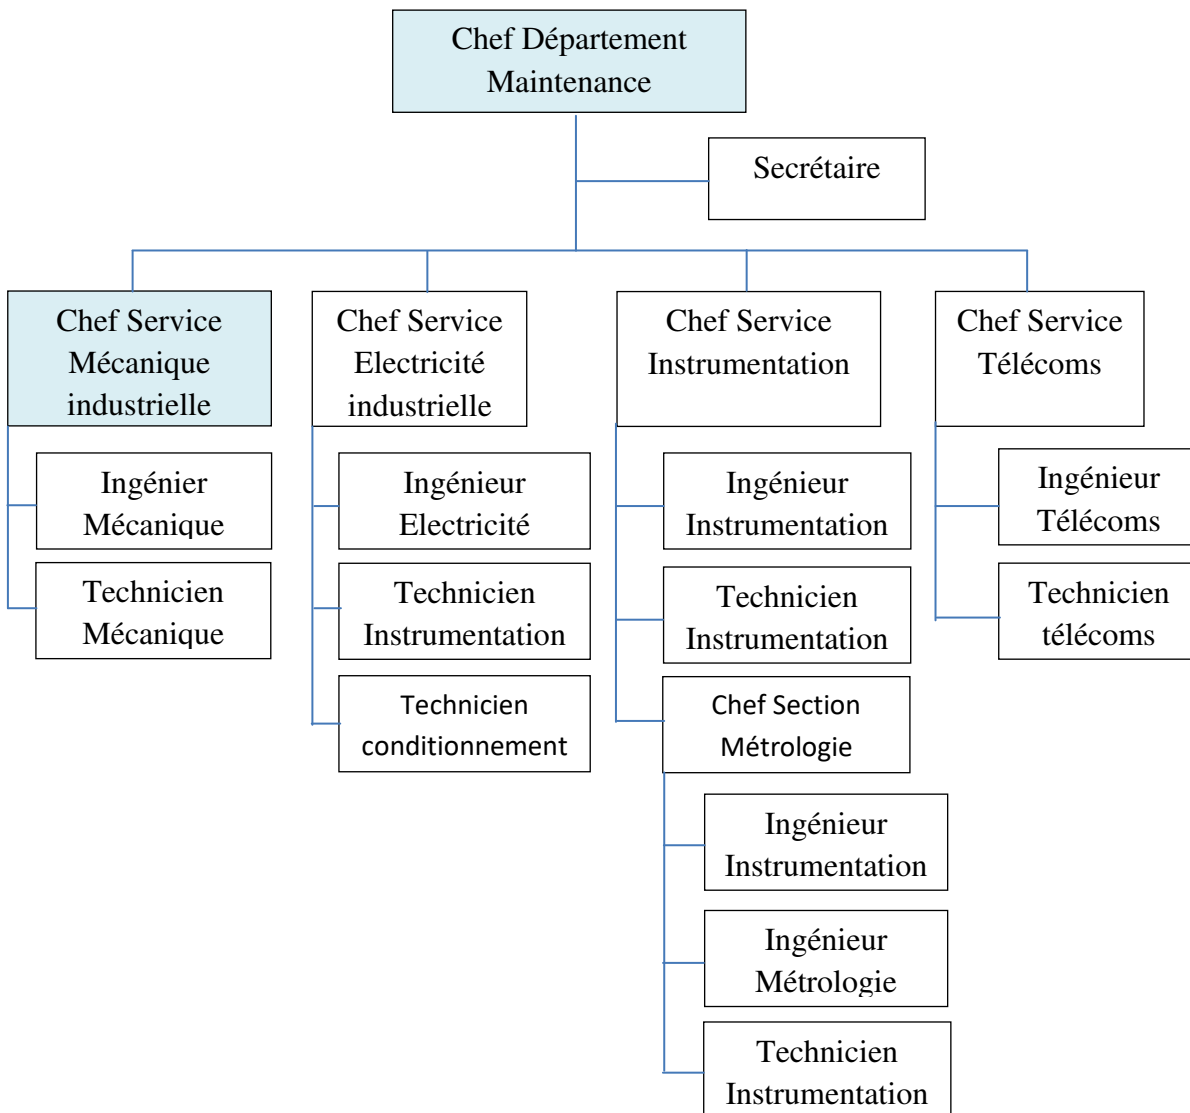 Chef Département
Maintenance
Secrétaire
Chef Service
Mécanique
industrielle
Chef Service
Electricité
industrielle
Chef Service
Instrumentation
Chef Service
Télécoms
Ingénier
Mécanique
Technicien
Mécanique
Ingénieur
Electricité
Technicien
Instrumentation
Technicien
conditionnement
Ingénieur
Instrumentation
Technicien
Instrumentation
Chef Section
Métrologie
Ingénieur
Instrumentation
Ingénieur
Métrologie
Technicien
Instrumentation
Ingénieur
Télécoms
Technicien
télécoms